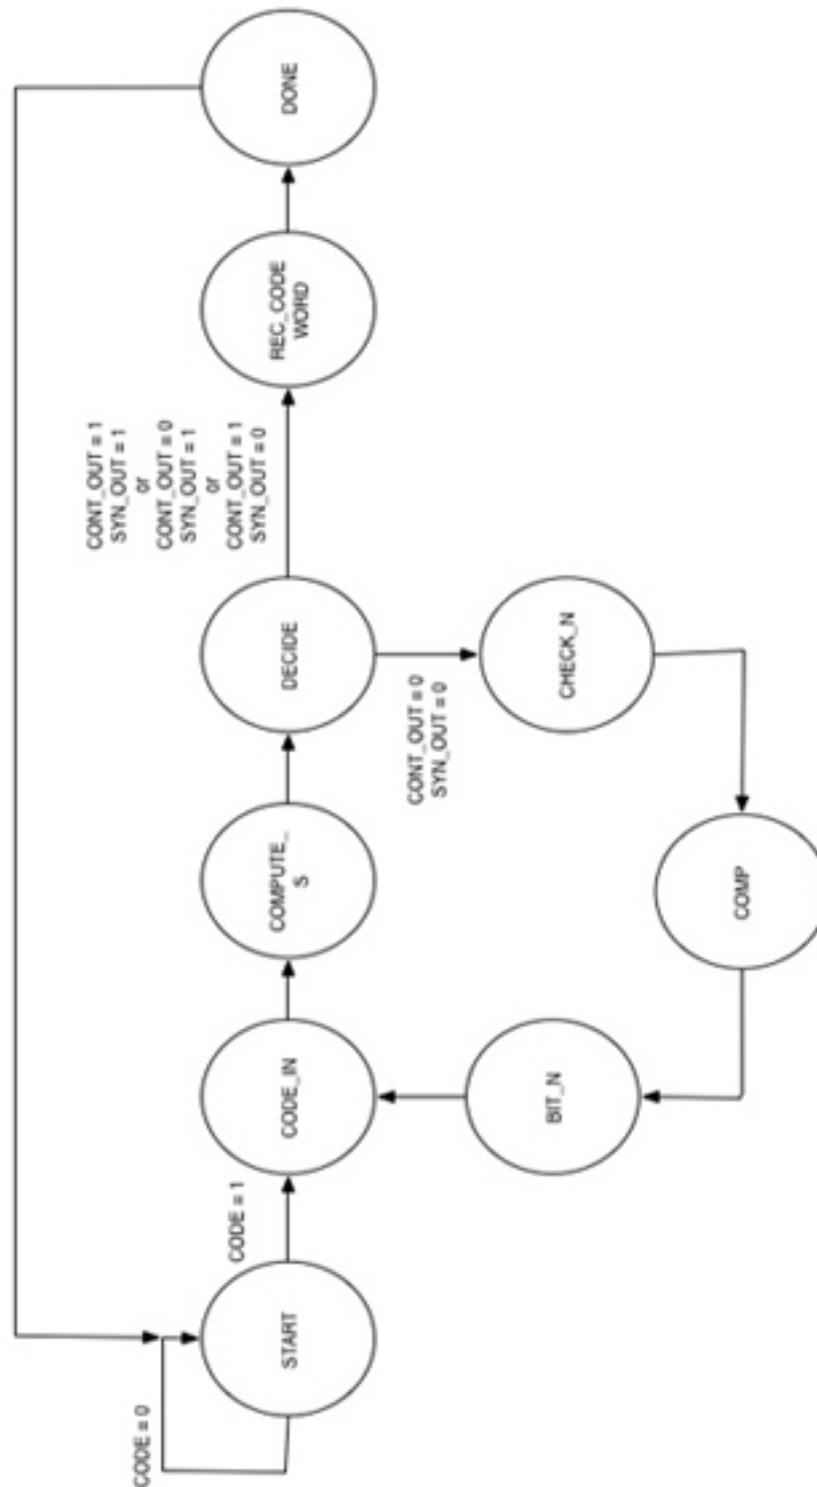 CODE = 0
START
CODE = 1
CODE_IN
COMPUTE_
S
DECIDE
CONT_OUT = 1
SYN_OUT = 1
or
CONT_OUT = 0
SYN_OUT = 1
or
CONT_OUT = 1
SYN_OUT = 0
REC_CODE
WORD
DONE
CONT_OUT = 0
SYN_OUT = 0
CHECK_N
COMP
BIT_N